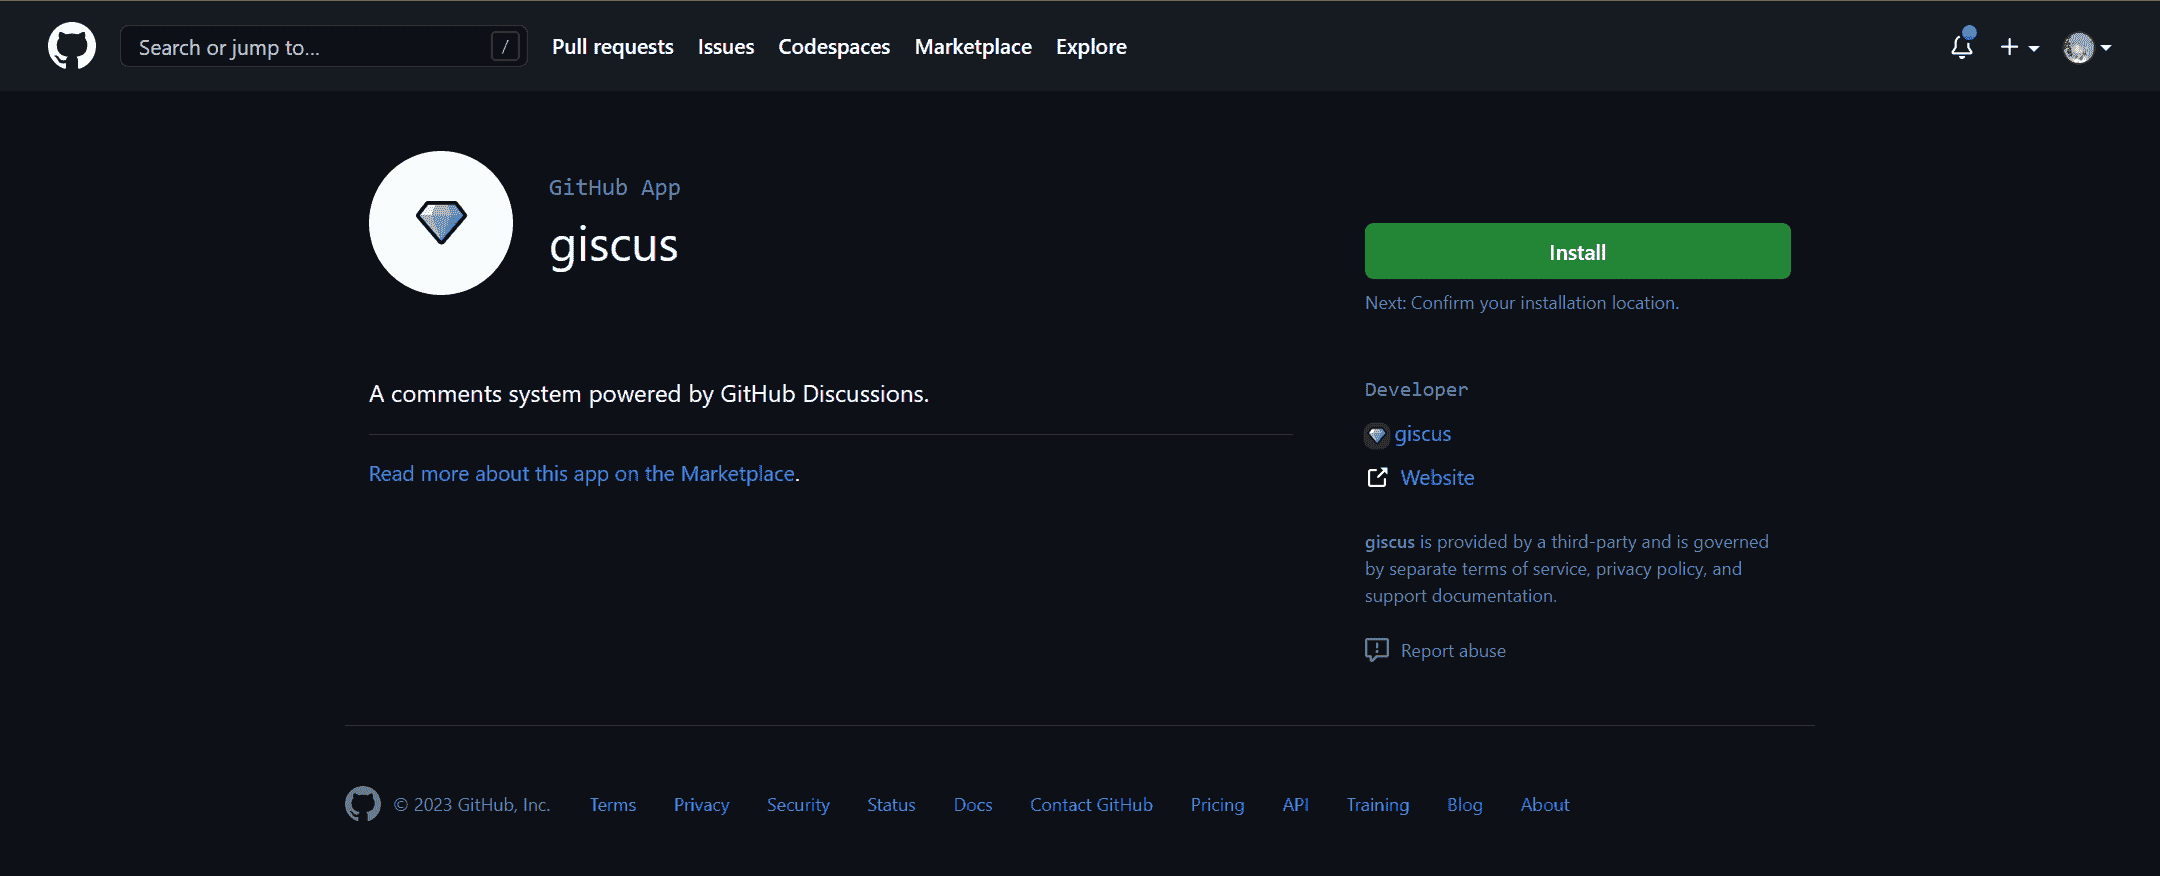 Search or jump to... /
Pull requests Issues Codespaces Marketplace Explore
GitHub App
giscus
Install
Next: Confirm your installation location.
A comments system powered by GitHub Discussions.
Read more about this app on the Marketplace.
Developer
giscus
Website
giscus is provided by a third-party and is governed
by separate terms of service, privacy policy, and
support documentation.
Report abuse
© 2023 GitHub, Inc. Terms Privacy Security Status Docs Contact GitHub Pricing API Training Blog About